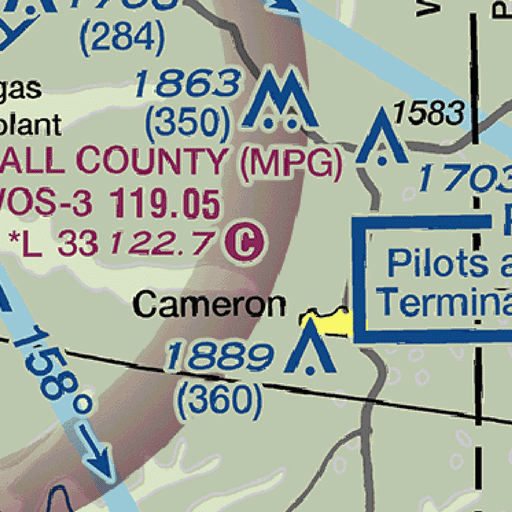 (284)
gas
plant
1863
(350)
1583
ALL COUNTY (MPG)
WOS-3 119.05
*L 33 122.7 C
1703
Pilots a
Termina
Cameron
1889
(360)
158°